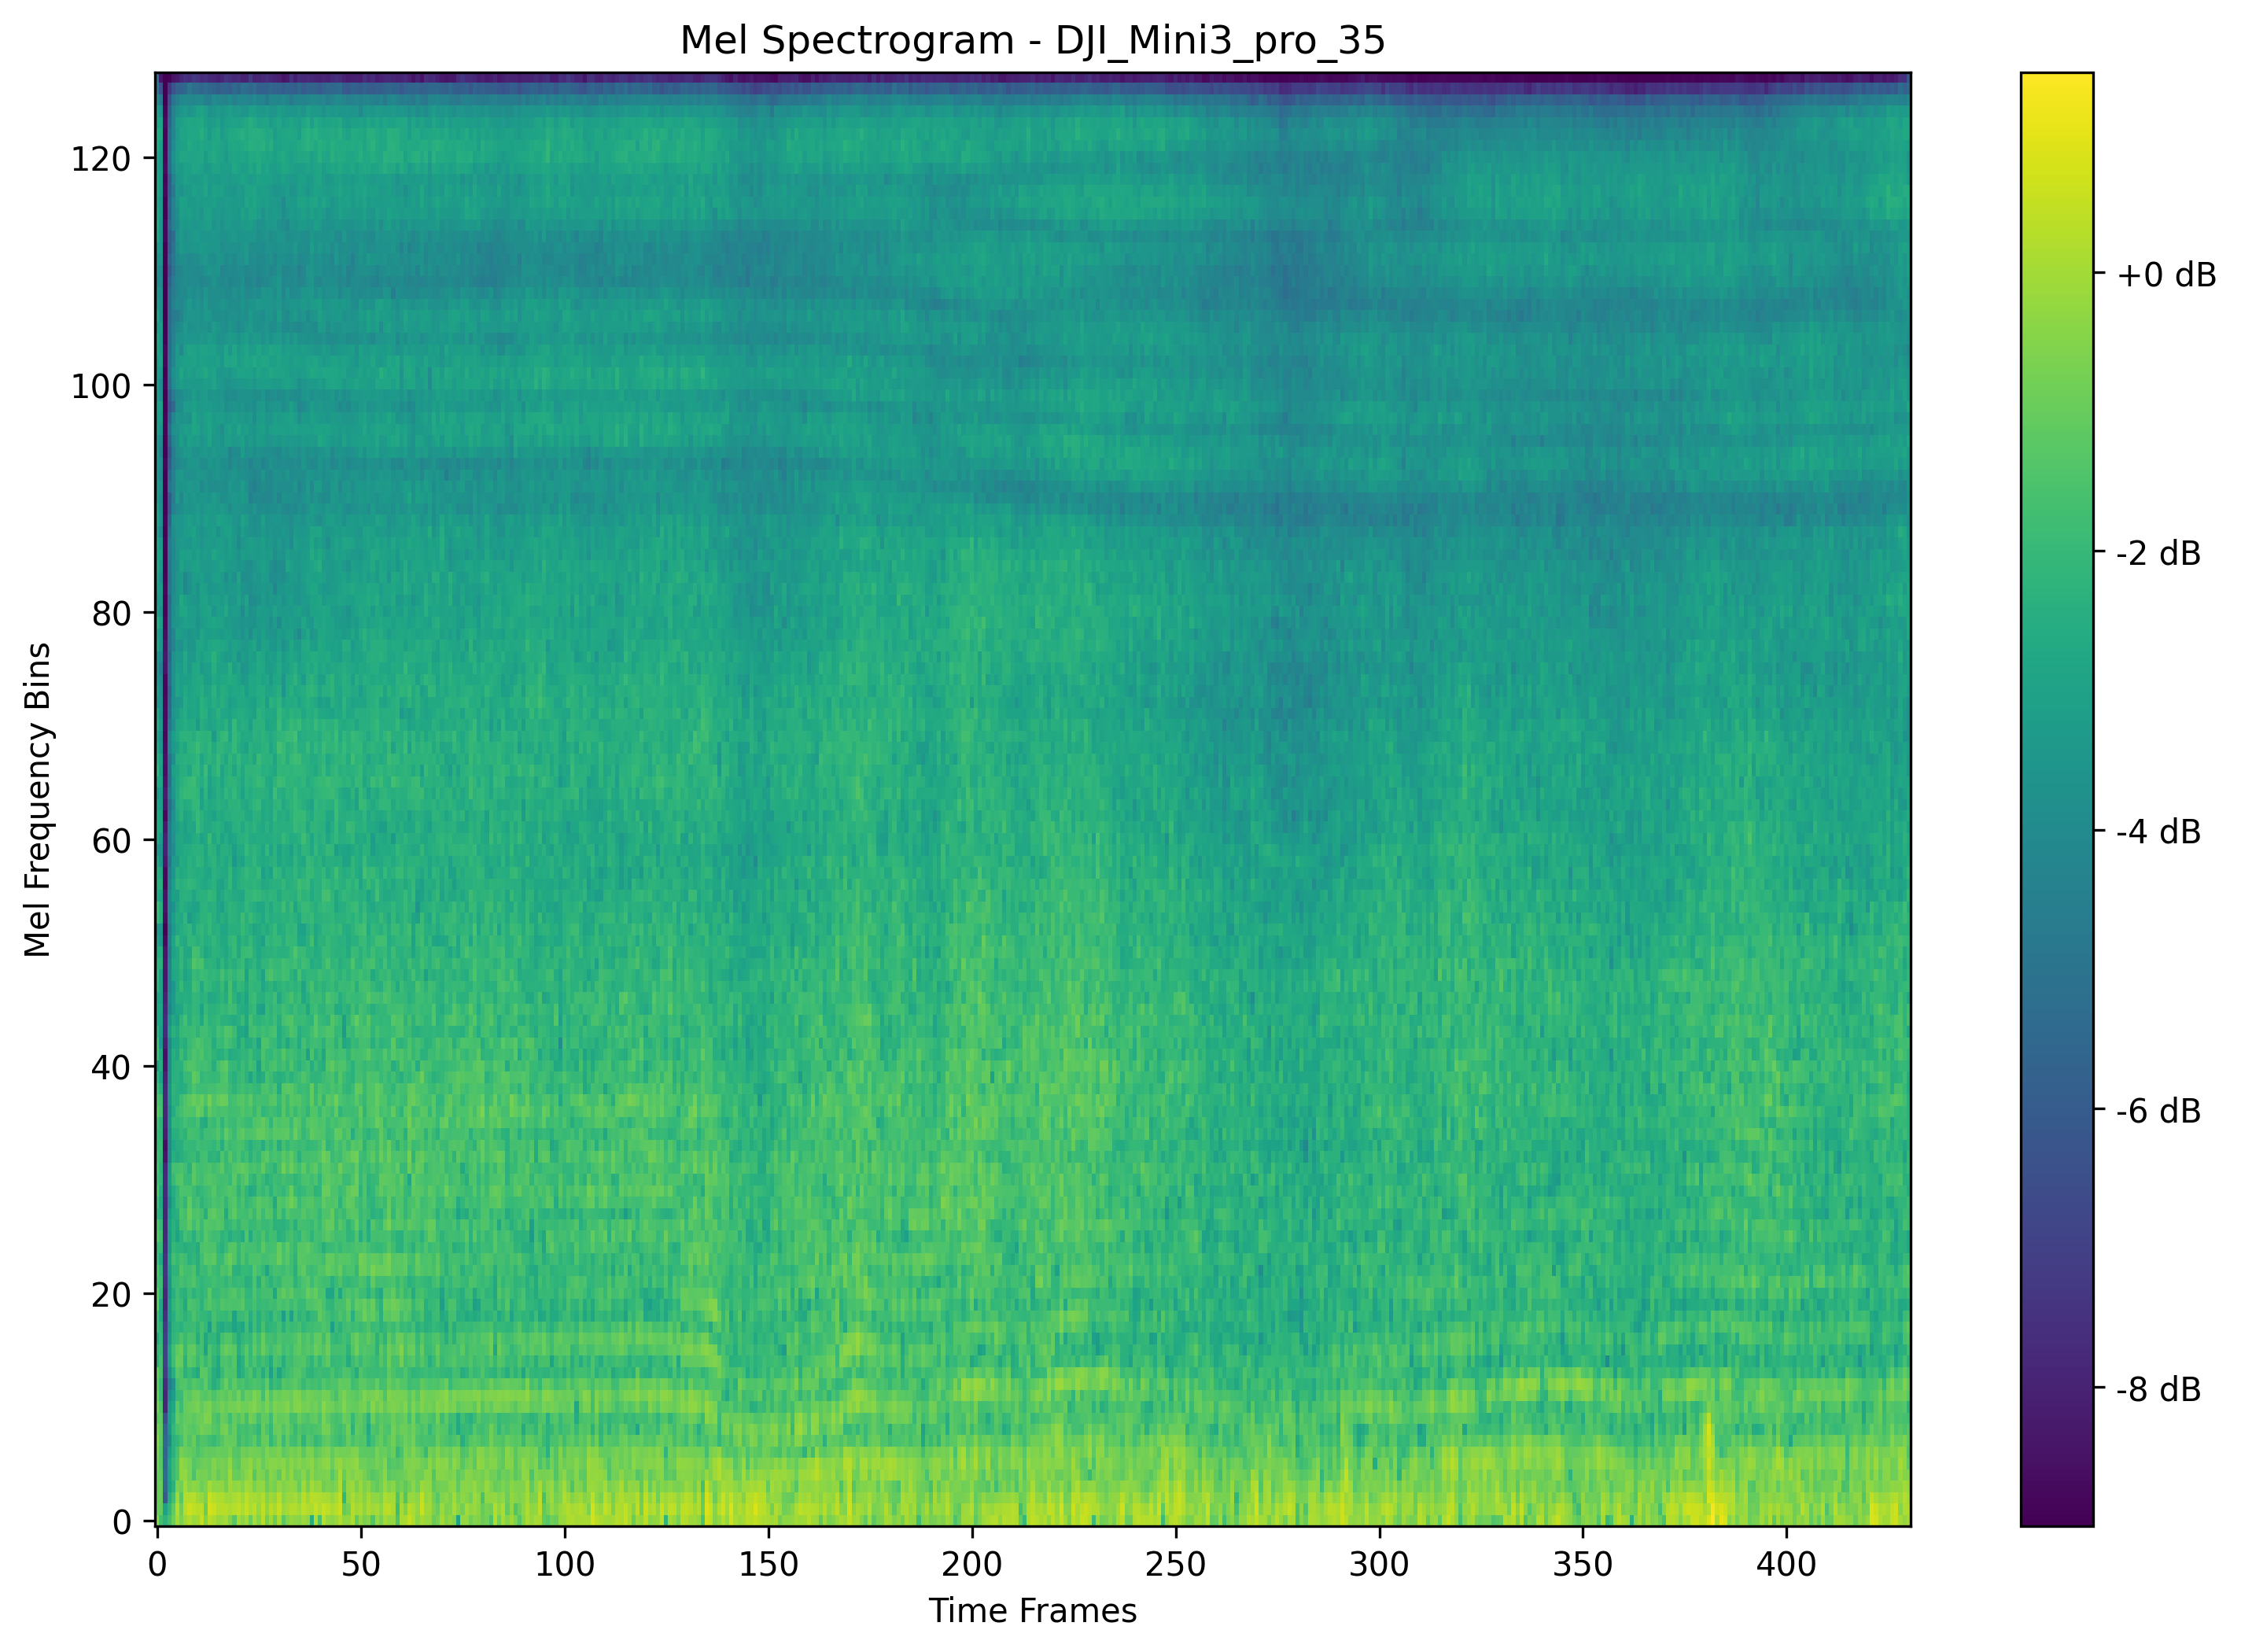 Mel Spectrogram - DJI_Mini3_pro_35
Mel Frequency Bins
120
100
80
60
40
20
0
0 50 100 150 200 250 300 350 400
Time Frames
+0 dB
-2 dB
-4 dB
-6 dB
-8 dB